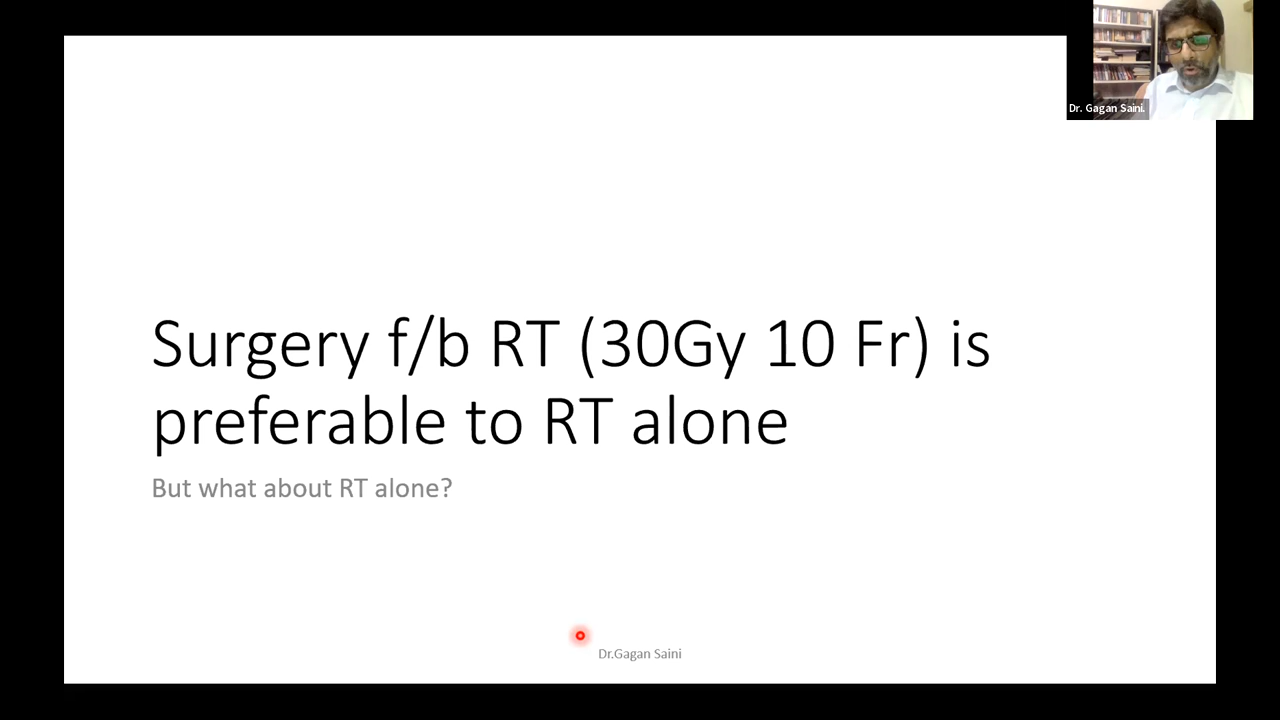 Dr. Gagan Saini.
Surgery f/b RT (30Gy 10 Fr) is
preferable to RT alone
But what about RT alone?
Dr.Gagan Saini